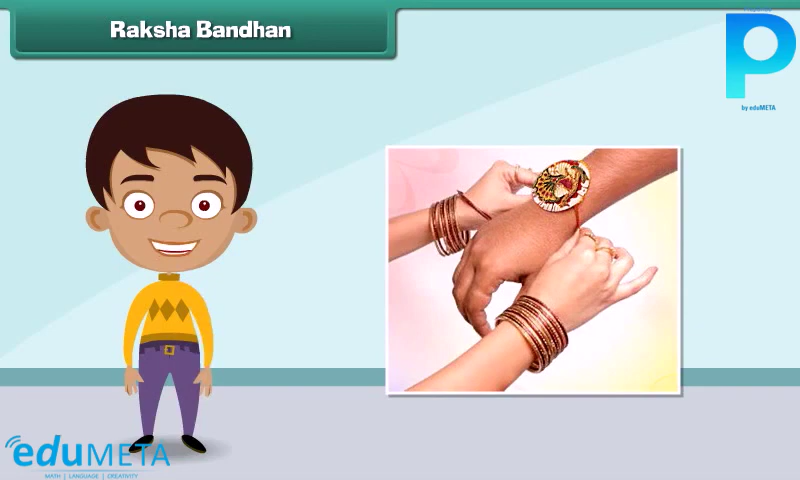 Raksha Bandhan
P
by eduMETA
eduMETA
MATH | LANGUAGE | CREATIVITY